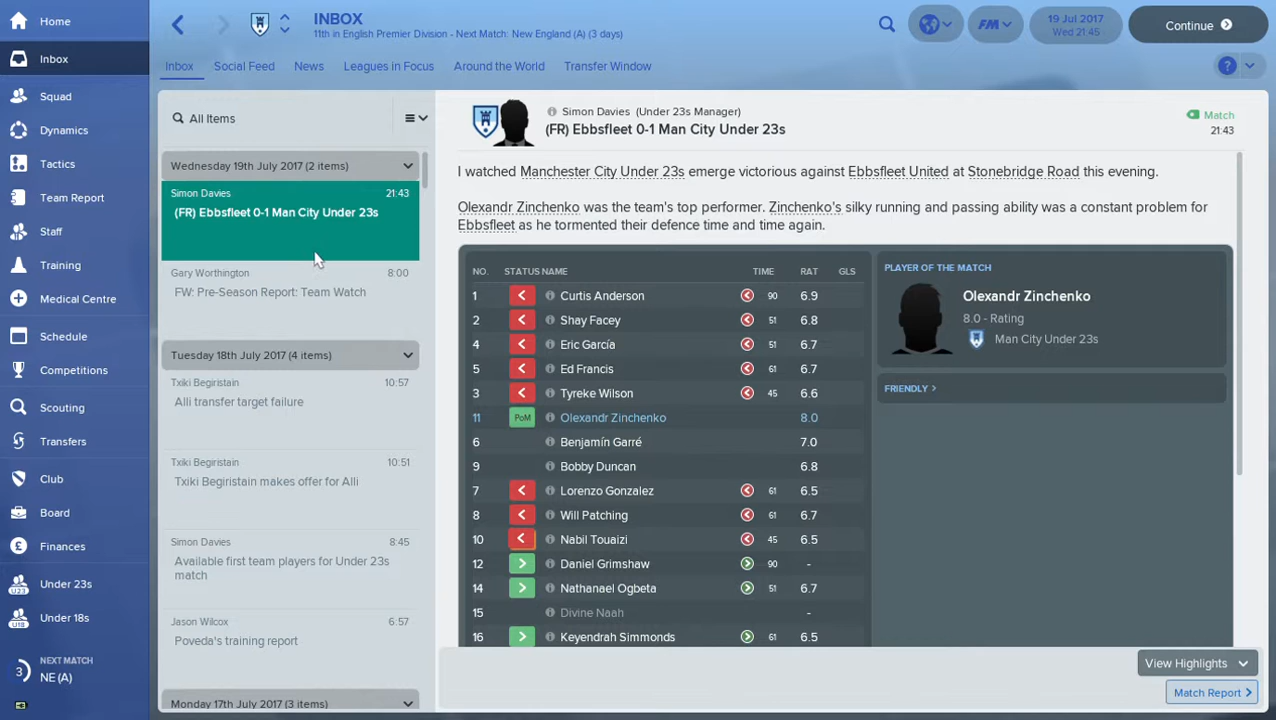 Home
Inbox
Squad
Dynamics
Tactics
Team Report
Staff
Training
Medical Centre
Schedule
Competitions
Scouting
Transfers
Club
Board
Finances
Under 23s
Under 18s
NEXT MATCH
3 NE (A)
INBOX
11th in English Premier Division - Next Match: New England (A) (3 days)
FM
19 Jul 2017
Wed 21:45
Continue
Inbox Social Feed News Leagues in Focus Around the World Transfer Window
?
All Items
Wednesday 19th July 2017 (2 items)
Simon Davies 21:43
(FR) Ebbsfleet 0-1 Man City Under 23s
Gary Worthington 8:00
FW: Pre-Season Report: Team Watch
Tuesday 18th July 2017 (4 items)
Txiki Begiristain 10:57
Alli transfer target failure
Txiki Begiristain 10:51
Txiki Begiristain makes offer for Alli
Simon Davies 8:45
Available first team players for Under 23s
match
Jason Wilcox 6:57
Poveda's training report
Monday 17th July 2017 (3 items)
Simon Davies (Under 23s Manager)
(FR) Ebbsfleet 0-1 Man City Under 23s
Match
21:43
I watched Manchester City Under 23s emerge victorious against Ebbsfleet United at Stonebridge Road this evening.
Olexandr Zinchenko was the team's top performer. Zinchenko's silky running and passing ability was a constant problem for
Ebbsfleet as he tormented their defence time and time again.
NO. STATUS NAME TIME RAT GLS
1 Curtis Anderson 90 6.9
2 Shay Facey 51 6.8
4 Eric García 51 6.7
5 Ed Francis 61 6.7
3 Tyreke Wilson 45 6.6
11 PoM Olexandr Zinchenko 8.0
6 Benjamín Garré 7.0
9 Bobby Duncan 6.8
7 Lorenzo Gonzalez 61 6.5
8 Will Patching 61 6.7
10 Nabil Touaizi 45 6.5
12 Daniel Grimshaw 90 -
14 Nathanael Ogbeta 51 6.7
15 Divine Naah -
16 Keyendrah Simmonds 61 6.5
PLAYER OF THE MATCH
Olexandr Zinchenko
8.0 - Rating
Man City Under 23s
FRIENDLY >
View Highlights
Match Report >